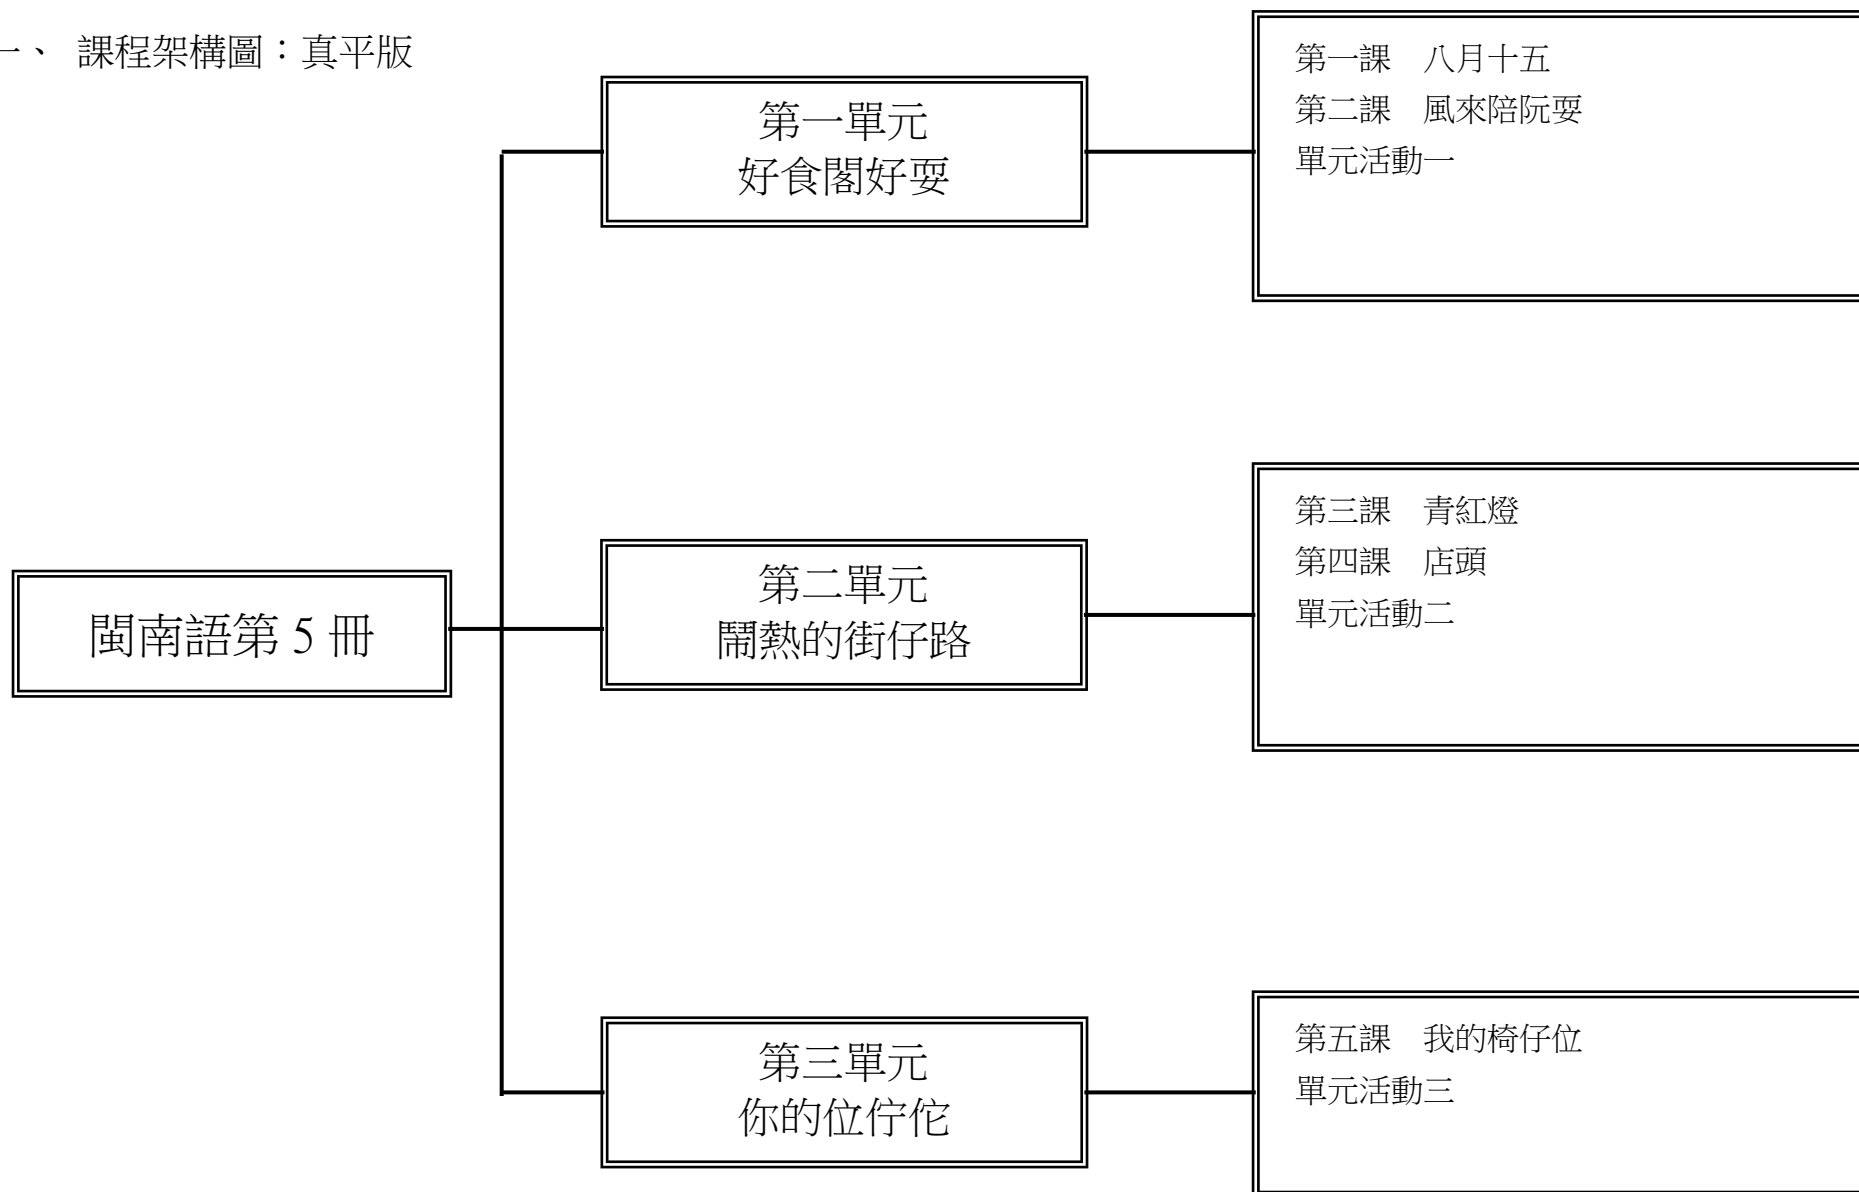 一、 課程架構圖：真平版
第一課　八月十五
第二課　風來陪阮耍
單元活動一
第一單元
好食閣好耍
第三課　青紅燈
第四課　店頭
單元活動二
第二單元
鬧熱的街仔路
閩南語第 5 冊
第五課　我的椅仔位
單元活動三
第三單元
你的位佇佗